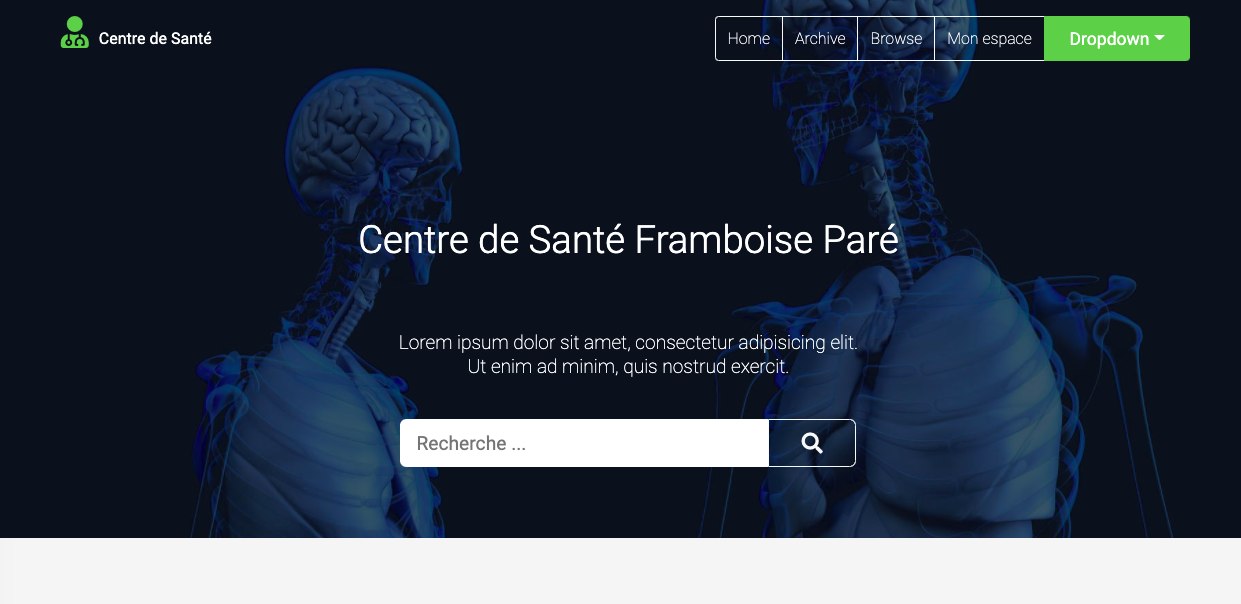 Centre de Santé
Home
Archive
Browse
Mon espace
Dropdown
Centre de Santé Framboise Paré
Lorem ipsum dolor sit amet, consectetur adipisicing elit.
Ut enim ad minim, quis nostrud exercit.
Recherche ...